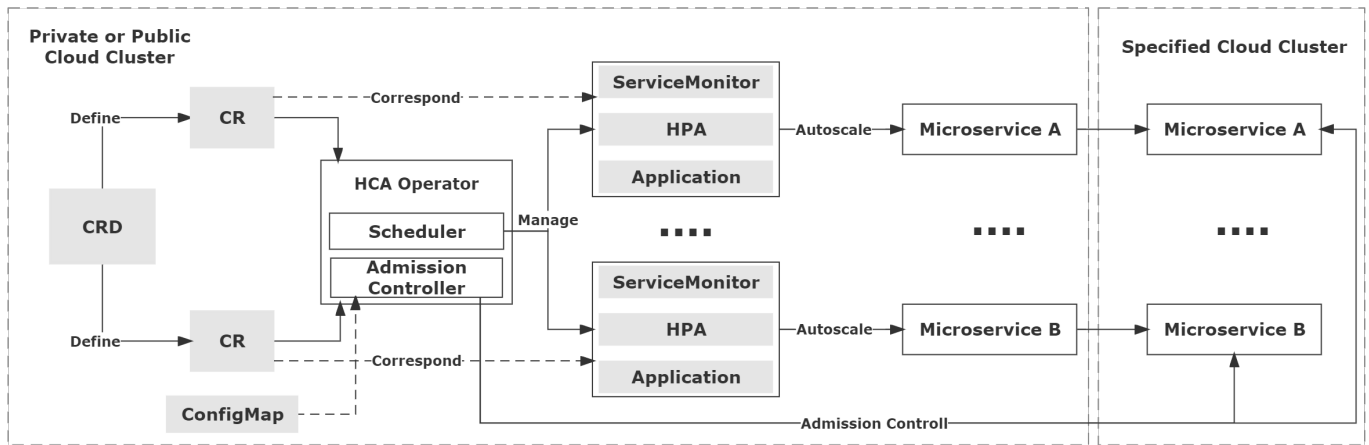 Private or Public
Cloud Cluster
Specified Cloud Cluster
Define
CR
Correspond
ServiceMonitor
HPA
Application
Autoscale
Microservice A
Microservice A
HCA Operator
Scheduler
Admission
Controller
Manage
CRD
....
....
....
ServiceMonitor
HPA
Application
Autoscale
Microservice B
Microservice B
Define
CR
Correspond
ConfigMap
Admission Controll